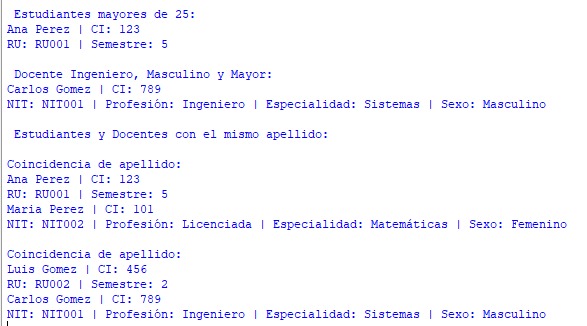 Estudiantes mayores de 25:
Ana Perez | CI: 123
RU: RU001 | Semestre: 5
Docente Ingeniero, Masculino y Mayor:
Carlos Gomez | CI: 789
NIT: NIT001 | Profesión: Ingeniero | Especialidad: Sistemas | Sexo: Masculino
Estudiantes y Docentes con el mismo apellido:
Coincidencia de apellido:
Ana Perez | CI: 123
RU: RU001 | Semestre: 5
Maria Perez | CI: 101
NIT: NIT002 | Profesión: Licenciada | Especialidad: Matemáticas | Sexo: Femenino
Coincidencia de apellido:
Luis Gomez | CI: 456
RU: RU002 | Semestre: 2
Carlos Gomez | CI: 789
NIT: NIT001 | Profesión: Ingeniero | Especialidad: Sistemas | Sexo: Masculino